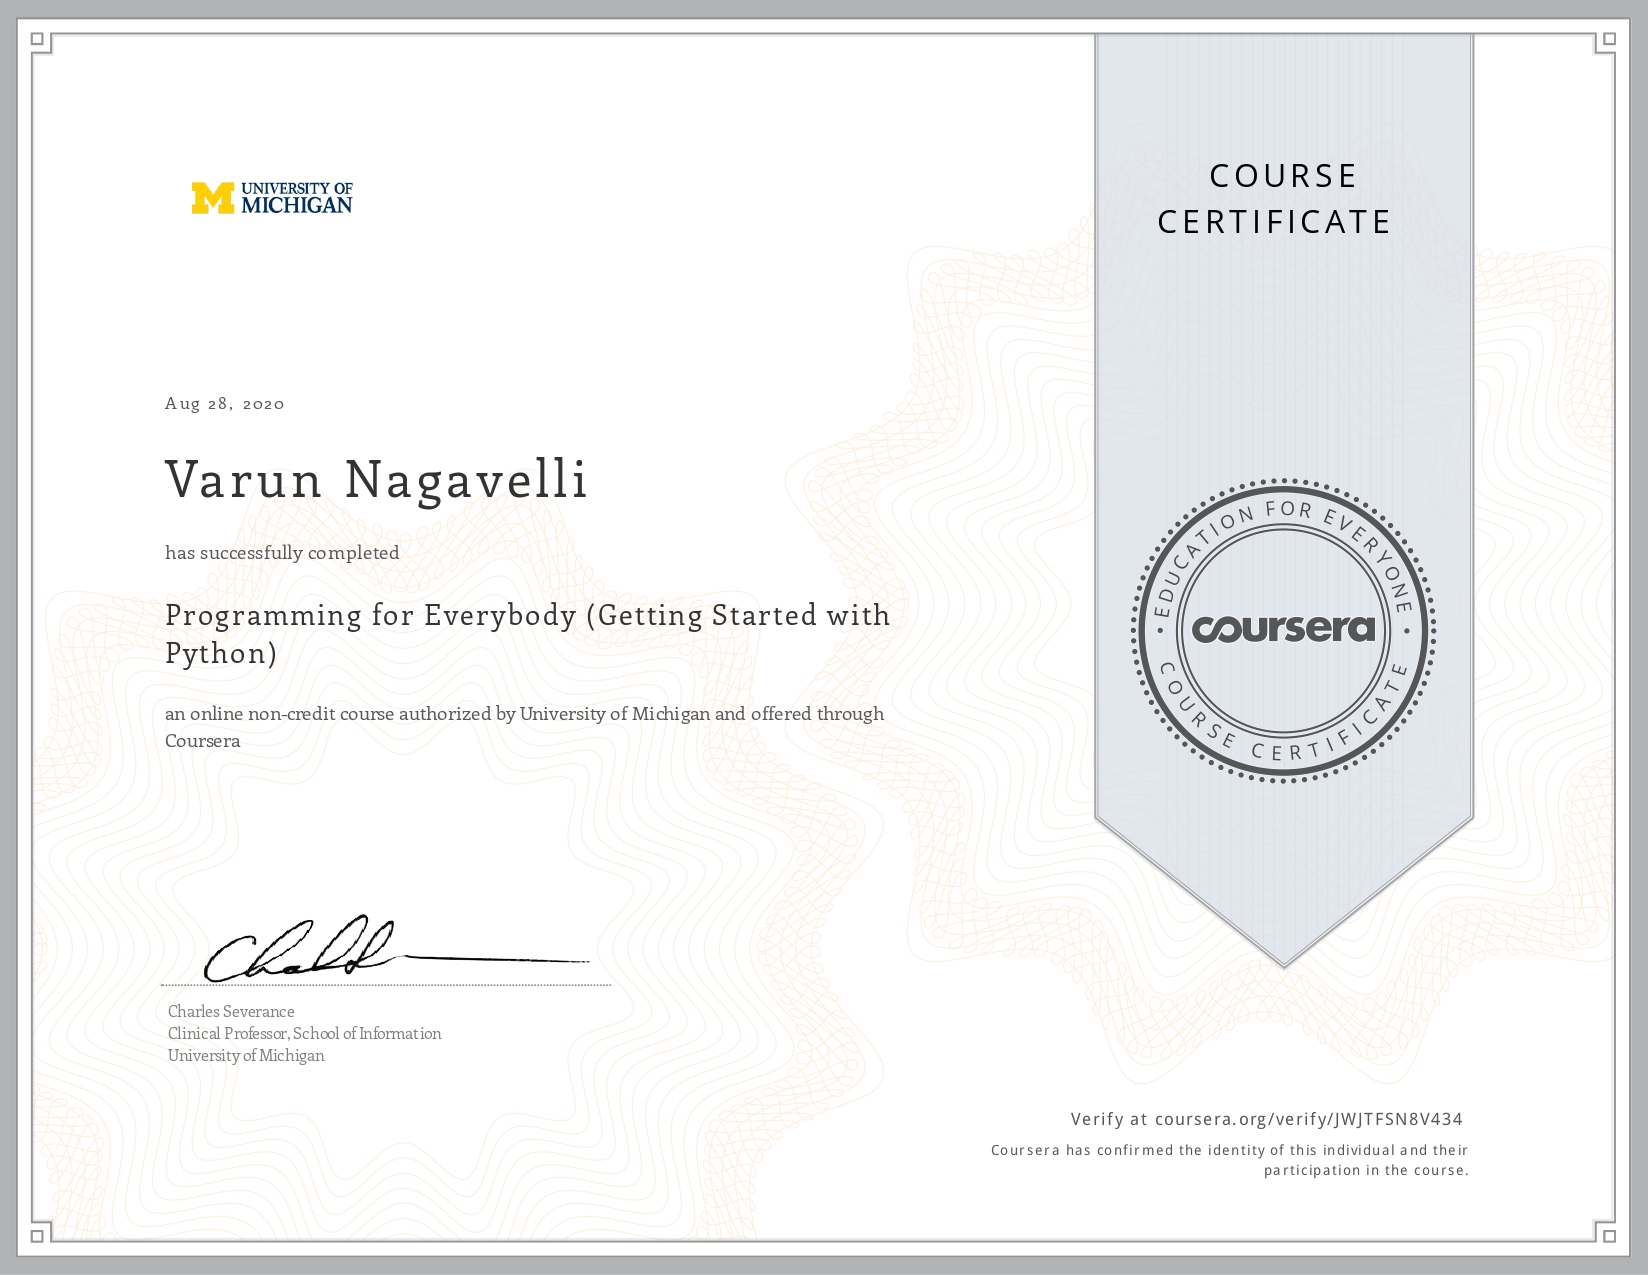 UNIVERSITY OF
MICHIGAN
COURSE
CERTIFICATE
Aug 28, 2020
Varun Nagavelli
has successfully completed
Programming for Everybody (Getting Started with
Python)
an online non-credit course authorized by University of Michigan and offered through
Coursera
EDUCATION FOR EVERYONE
coursera
COURSE CERTIFICATE
Charles Severance
Clinical Professor, School of Information
University of Michigan
Verify at coursera.org/verify/JWJTFSN8V434
Coursera has confirmed the identity of this individual and their
participation in the course.